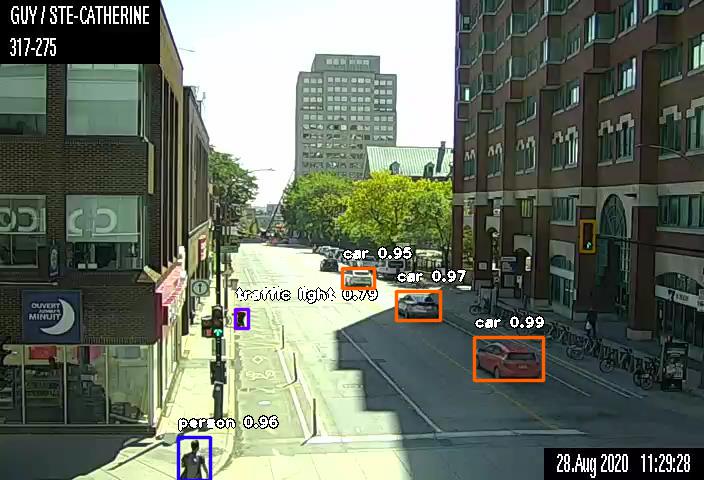 GUY / STE-CATHERINE
317-275
car 0.95
car 0.97
traffic light 0.79
car 0.99
OUVERT
JUSQU'À
MINUIT
person 0.96
28.Aug 2020 11:29:28